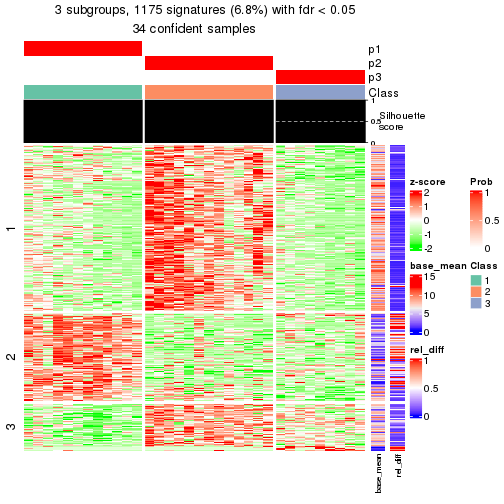 3 subgroups, 1175 signatures (6.8%) with fdr < 0.05
34 confident samples
p1
p2
p3
Class
1
0.5
0
Silhouette
score
1
2
3
base_mean
rel_diff
z-score
2
1
0
-1
-2
Prob
1
0.5
0
base_mean
15
10
5
0
Class
1
2
3
rel_diff
1
0.5
0